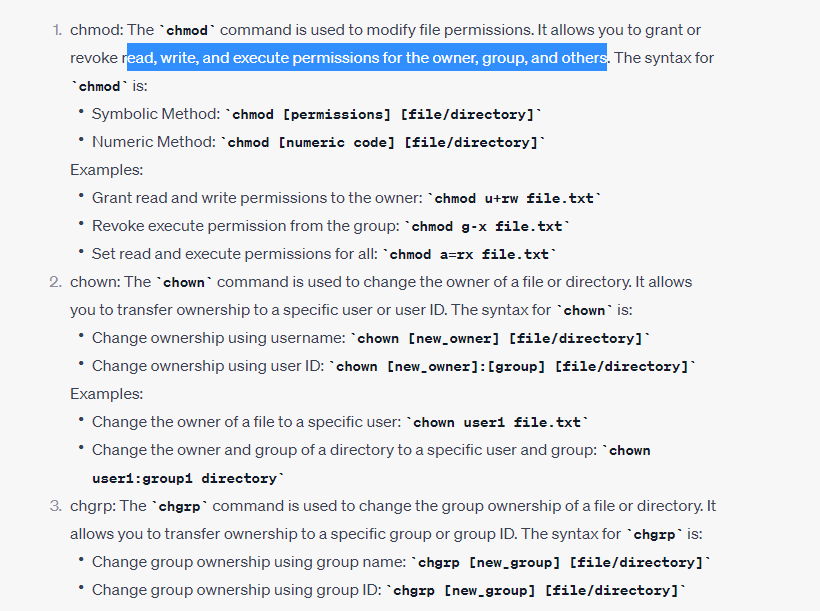 1. chmod: The `chmod` command is used to modify file permissions. It allows you to grant or
revoke read, write, and execute permissions for the owner, group, and others. The syntax for
`chmod` is:
• Symbolic Method: `chmod [permissions] [file/directory]`
• Numeric Method: `chmod [numeric code] [file/directory]`
Examples:
• Grant read and write permissions to the owner: `chmod u+rw file.txt`
• Revoke execute permission from the group: `chmod g-x file.txt`
• Set read and execute permissions for all: `chmod a=rx file.txt`
2. chown: The `chown` command is used to change the owner of a file or directory. It allows
you to transfer ownership to a specific user or user ID. The syntax for `chown` is:
• Change ownership using username: `chown [new_owner] [file/directory]`
• Change ownership using user ID: `chown [new_owner]:[group] [file/directory]`
Examples:
• Change the owner of a file to a specific user: `chown user1 file.txt`
• Change the owner and group of a directory to a specific user and group: `chown
user1:group1 directory`
3. chgrp: The `chgrp` command is used to change the group ownership of a file or directory. It
allows you to transfer ownership to a specific group or group ID. The syntax for `chgrp` is:
• Change group ownership using group name: `chgrp [new_group] [file/directory]`
• Change group ownership using group ID: `chgrp [new_group] [file/directory]`